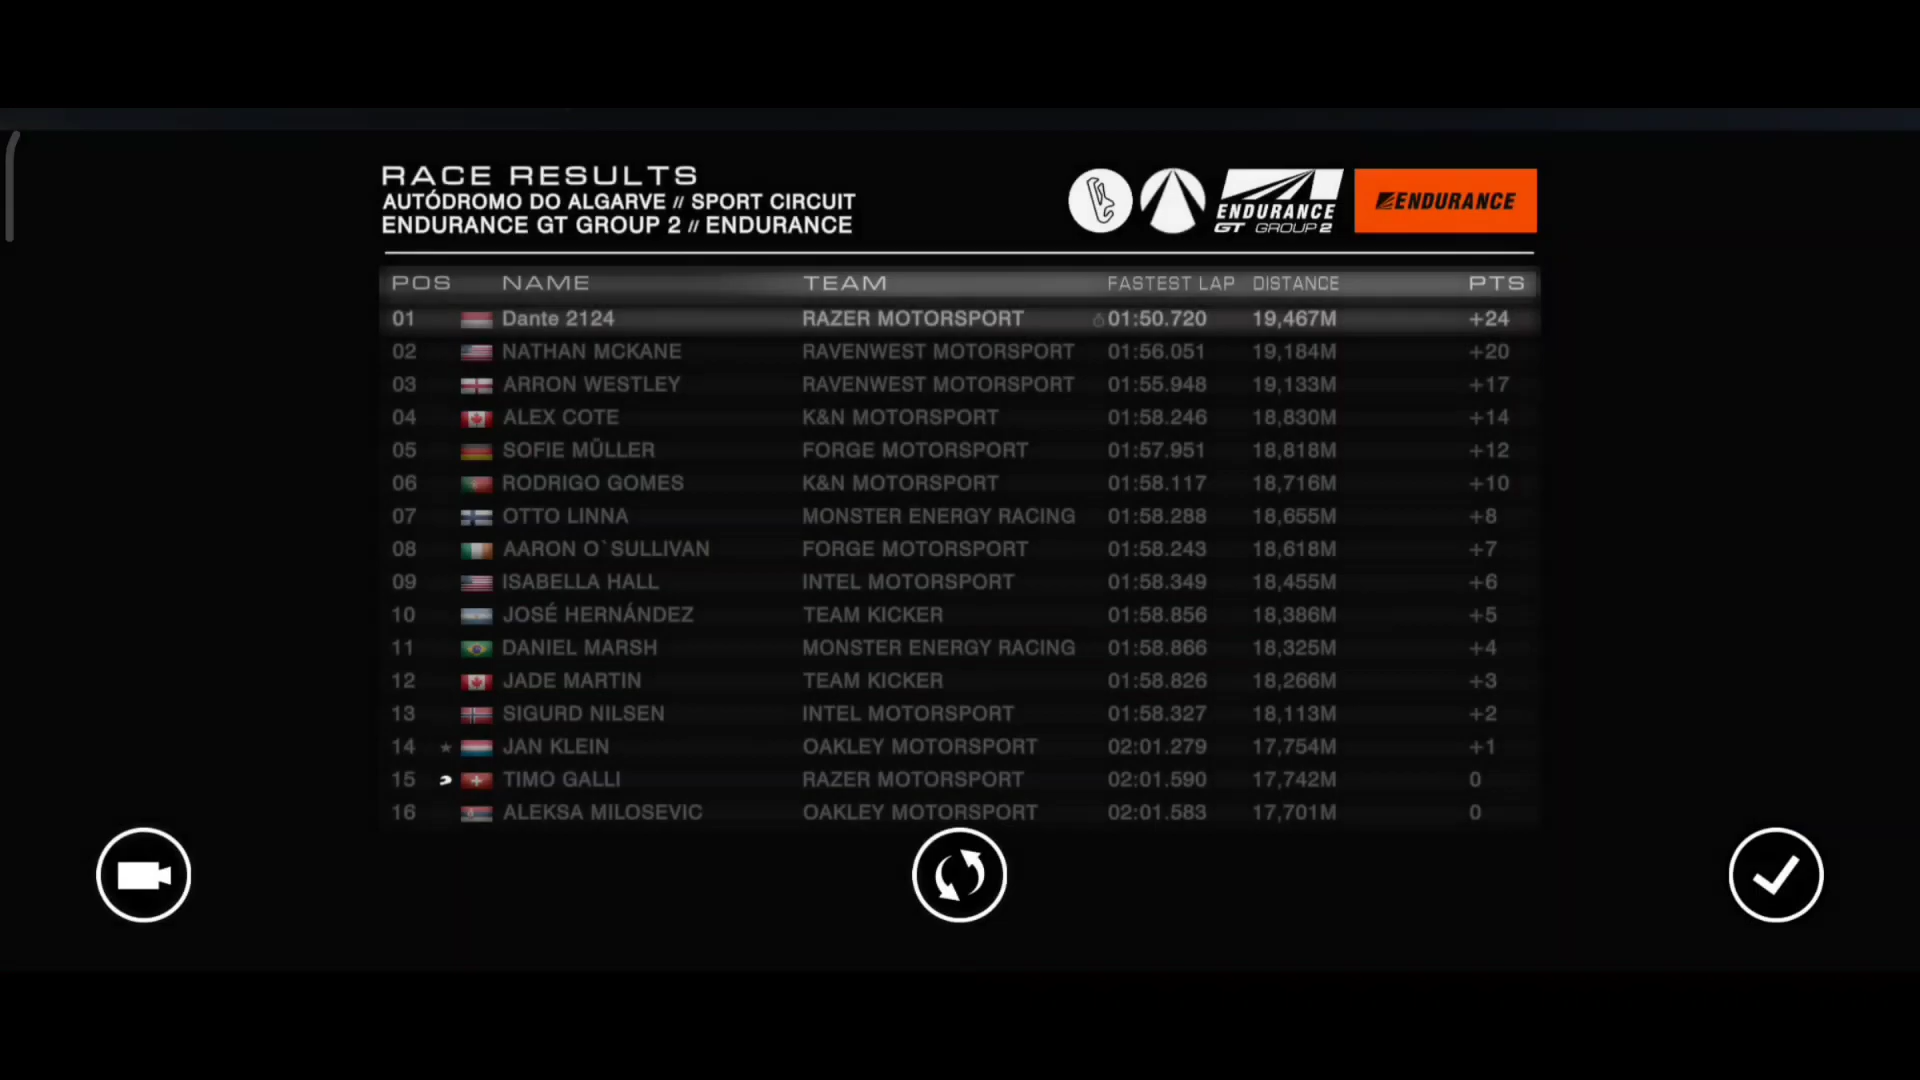 RACE RESULTS
AUTÓDROMO DO ALGARVE // SPORT CIRCUIT
ENDURANCE GT GROUP 2 // ENDURANCE
ENDURANCE
GT GROUP 2
ENDURANCE
POS NAME TEAM FASTEST LAP DISTANCE PTS
01 Dante 2124 RAZER MOTORSPORT 01:50.720 19,467M +24
02 NATHAN MCKANE RAVENWEST MOTORSPORT 01:56.051 19,184M +20
03 ARRON WESTLEY RAVENWEST MOTORSPORT 01:55.948 19,133M +17
04 ALEX COTE K&N MOTORSPORT 01:58.246 18,830M +14
05 SOFIE MÜLLER FORGE MOTORSPORT 01:57.951 18,818M +12
06 RODRIGO GOMES K&N MOTORSPORT 01:58.117 18,716M +10
07 OTTO LINNA MONSTER ENERGY RACING 01:58.288 18,655M +8
08 AARON O`SULLIVAN FORGE MOTORSPORT 01:58.243 18,618M +7
09 ISABELLA HALL INTEL MOTORSPORT 01:58.349 18,455M +6
10 JOSÉ HERNÁNDEZ TEAM KICKER 01:58.856 18,386M +5
11 DANIEL MARSH MONSTER ENERGY RACING 01:58.866 18,325M +4
12 JADE MARTIN TEAM KICKER 01:58.826 18,266M +3
13 SIGURD NILSEN INTEL MOTORSPORT 01:58.327 18,113M +2
14 JAN KLEIN OAKLEY MOTORSPORT 02:01.279 17,754M +1
15 TIMO GALLI RAZER MOTORSPORT 02:01.590 17,742M 0
16 ALEKSA MILOSEVIC OAKLEY MOTORSPORT 02:01.583 17,701M 0